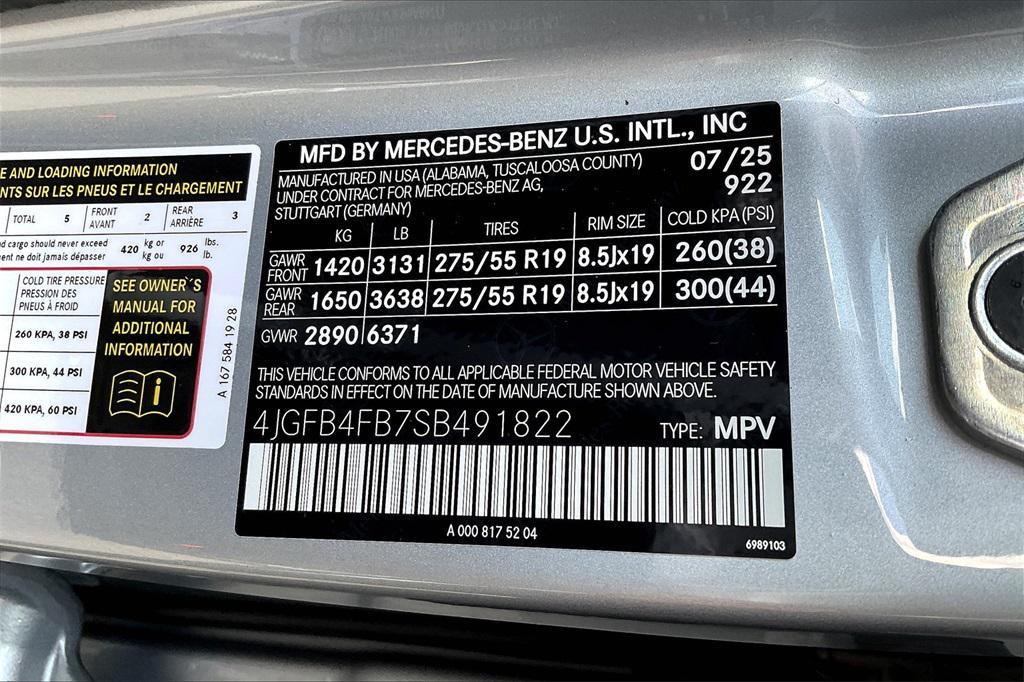 E AND LOADING INFORMATION
NTS SUR LES PNEUS ET LE CHARGEMENT
TOTAL 5 FRONT AVANT 2 REAR ARRIÈRE 3
d cargo should never exceed
ent ne doit jamais dépasser
420 kg or kg ou 926 lbs. lb.
COLD TIRE PRESSURE
PRESSION DES
PNEUS À FROID
260 KPA, 38 PSI
300 KPA, 44 PSI
420 KPA, 60 PSI
SEE OWNER`S
MANUAL FOR
ADDITIONAL
INFORMATION
A 167 584 19 28
MFD BY MERCEDES-BENZ U.S. INTL., INC
MANUFACTURED IN USA (ALABAMA, TUSCALOOSA COUNTY)
UNDER CONTRACT FOR MERCEDES-BENZ AG,
STUTTGART (GERMANY)
07/25
922
KG LB TIRES RIM SIZE COLD KPA (PSI)
GAWR FRONT 1420 3131 275/55 R19 8.5Jx19 260(38)
GAWR REAR 1650 3638 275/55 R19 8.5Jx19 300(44)
GVWR 2890 6371
THIS VEHICLE CONFORMS TO ALL APPLICABLE FEDERAL MOTOR VEHICLE SAFETY
STANDARDS IN EFFECT ON THE DATE OF MANUFACTURE SHOWN ABOVE.
4JGFB4FB7SB491822 TYPE: MPV
A 000 817 52 04
6989103